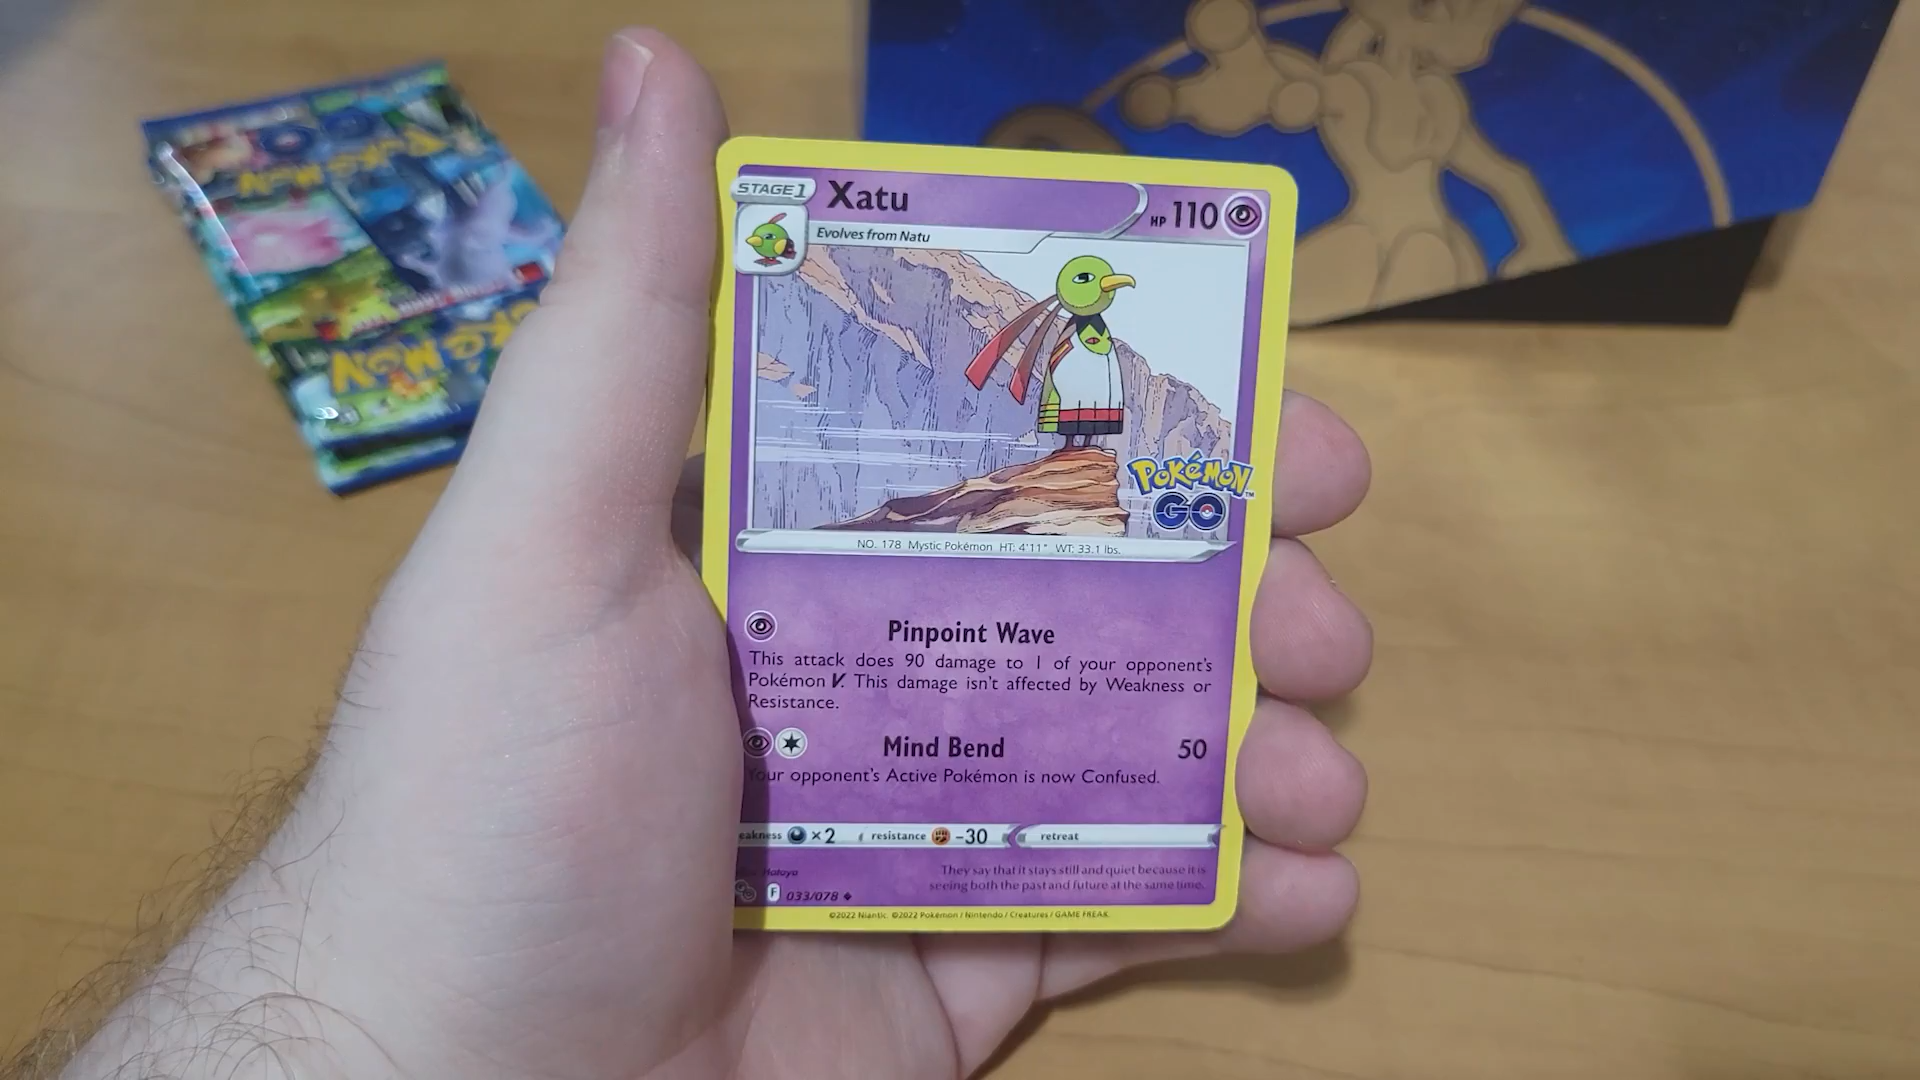 STAGE 1
Xatu
HP 110
Evolves from Natu
POKéMON™
GO
NO. 178 Mystic Pokémon HT: 4'11" WT: 33.1 lbs.
Pinpoint Wave
This attack does 90 damage to 1 of your opponent's
Pokémon V. This damage isn't affected by Weakness or
Resistance.
Mind Bend 50
Your opponent's Active Pokémon is now Confused.
eakness ×2 resistance -30 retreat
They say that it stays still and quiet because it is
seeing both the past and future at the same time.
F 033/078
©2022 Niantic. ©2022 Pokémon / Nintendo / Creatures / GAME FREAK.
POKéMON
POKéMON